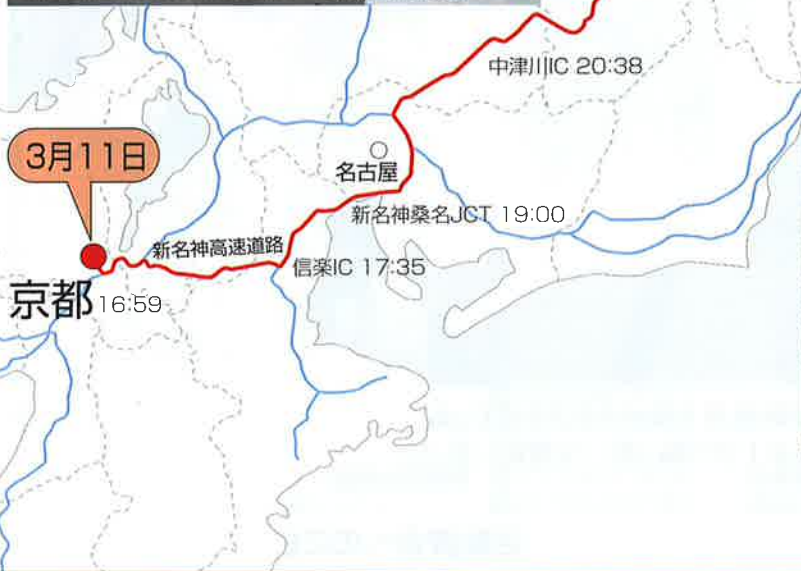 中津川IC 20:38
3月11日
名古屋
新名神桑名JCT 19:00
新名神高速道路
信楽IC 17:35
京都16:59